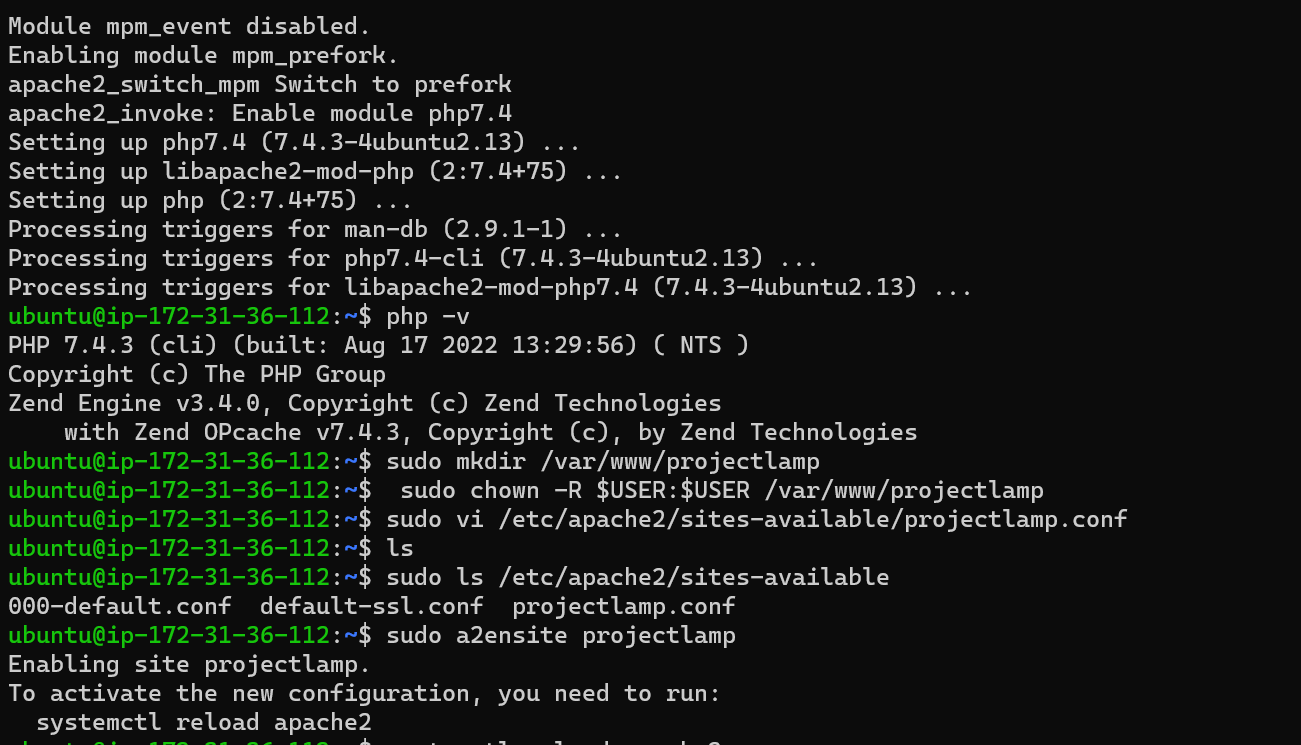 Module mpm_event disabled.
Enabling module mpm_prefork.
apache2_switch_mpm Switch to prefork
apache2_invoke: Enable module php7.4
Setting up php7.4 (7.4.3-4ubuntu2.13) ...
Setting up libapache2-mod-php (2:7.4+75) ...
Setting up php (2:7.4+75) ...
Processing triggers for man-db (2.9.1-1) ...
Processing triggers for php7.4-cli (7.4.3-4ubuntu2.13) ...
Processing triggers for libapache2-mod-php7.4 (7.4.3-4ubuntu2.13) ...
ubuntu@ip-172-31-36-112:~$ php -v
PHP 7.4.3 (cli) (built: Aug 17 2022 13:29:56) ( NTS )
Copyright (c) The PHP Group
Zend Engine v3.4.0, Copyright (c) Zend Technologies
    with Zend OPcache v7.4.3, Copyright (c), by Zend Technologies
ubuntu@ip-172-31-36-112:~$ sudo mkdir /var/www/projectlamp
ubuntu@ip-172-31-36-112:~$  sudo chown -R $USER:$USER /var/www/projectlamp
ubuntu@ip-172-31-36-112:~$ sudo vi /etc/apache2/sites-available/projectlamp.conf
ubuntu@ip-172-31-36-112:~$ ls
ubuntu@ip-172-31-36-112:~$ sudo ls /etc/apache2/sites-available
000-default.conf  default-ssl.conf  projectlamp.conf
ubuntu@ip-172-31-36-112:~$ sudo a2ensite projectlamp
Enabling site projectlamp.
To activate the new configuration, you need to run:
  systemctl reload apache2